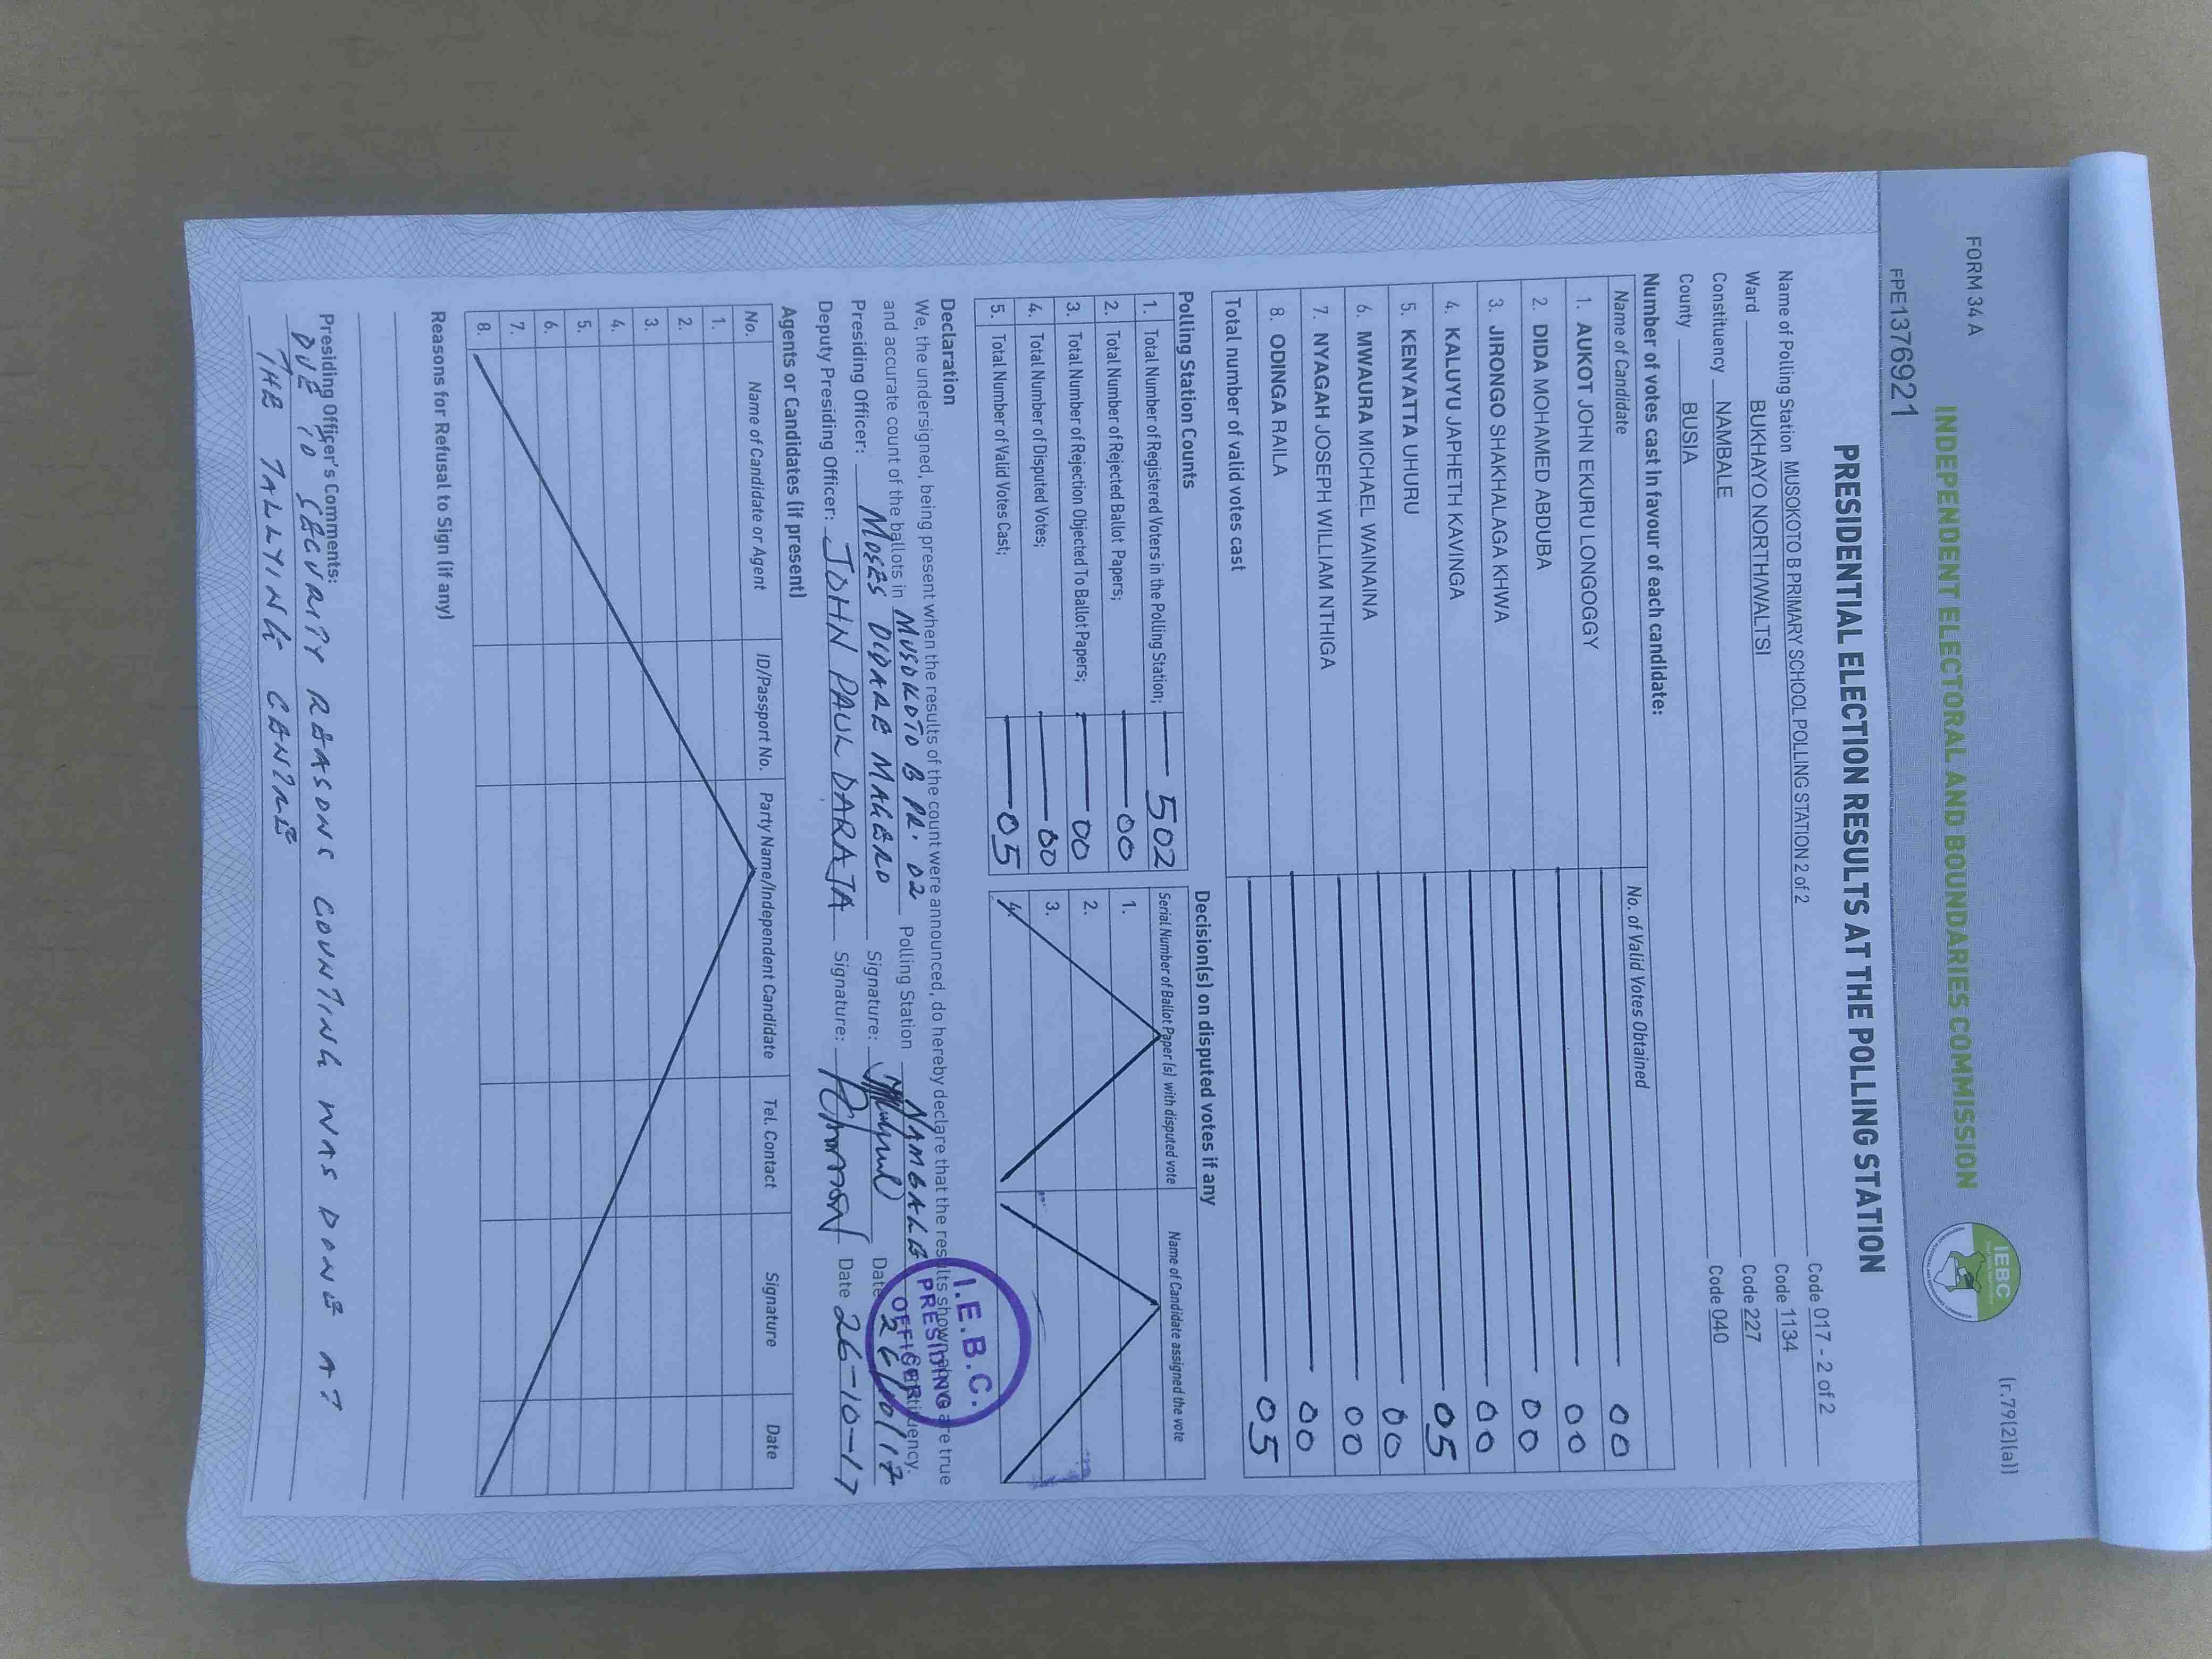 FORM 34 A
(r.79(2)(a))
INDEPENDENT ELECTORAL AND BOUNDARIES COMMISSION
IEBC
FPE1376921
PRESIDENTIAL ELECTION RESULTS AT THE POLLING STATION
Name of Polling Station MUSOKOTO B PRIMARY SCHOOL POLLING STATION 2 of 2 Code 017 - 2 of 2
Ward BUKHAYO NORTH/WALTSI Code 1134
Constituency NAMBALE Code 227
County BUSIA Code 040
Number of votes cast in favour of each candidate:
Name of Candidate No. of Valid Votes Obtained
1. AUKOT JOHN EKURU LONGOGGY 00
2. DIDA MOHAMED ABDUBA 00
3. JIRONGO SHAKHALAGA KHWA 00
4. KALUYU JAPHETH KAVINGA 00
5. KENYATTA UHURU 05
6. MWAURA MICHAEL WAINAINA 00
7. NYAGAH JOSEPH WILLIAM NTHIGA 00
8. ODINGA RAILA 00
Total number of valid votes cast 05
Polling Station Counts
1. Total Number of Registered Voters in the Polling Station; 502
2. Total Number of Rejected Ballot Papers; 00
3. Total Number of Rejection Objected To Ballot Papers; 00
4. Total Number of Disputed Votes; 00
5. Total Number of Valid Votes Cast; 05
Decision(s) on disputed votes if any
Serial Number of Ballot Paper (s) with disputed vote Name of Candidate assigned the vote
1.
2.
3.
4.
Declaration
We, the undersigned, being present when the results of the count were announced, do hereby declare that the results shown above are true
and accurate count of the ballots in MUSOKOTO B PR. 02 Polling Station NAMBALE Constituency.
Presiding Officer: MOSES ODARE MAGERO Signature: Date 26/10/17
Deputy Presiding Officer: JOHN PAUL DARAJA Signature: Date 26-10-17
I.E.B.C.
PRESIDING
OFFICER
Agents or Candidates (if present)
No. Name of Candidate or Agent ID/Passport No. Party Name/Independent Candidate Tel. Contact Signature Date
1.
2.
3.
4.
5.
6.
7.
8.
Reasons for Refusal to Sign (if any)
Presiding Officer's Comments:
DUE TO SECURITY REASONS COUNTING WAS DONE AT
THE TALLYING CENTRE